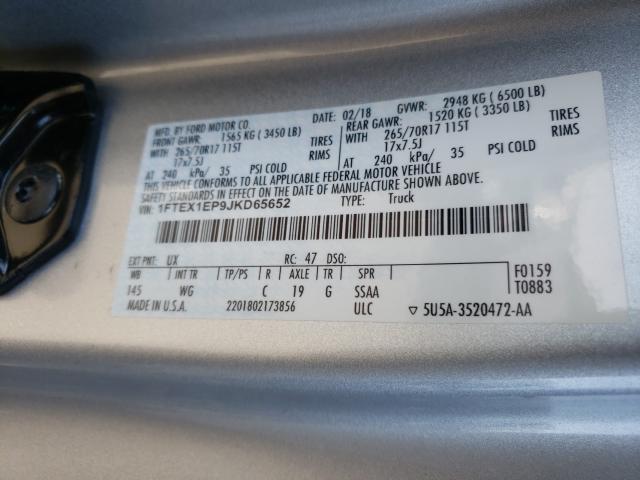 MFD. BY FORD MOTOR CO.
DATE: 02/18 GVWR: 2948 KG ( 6500 LB)
FRONT GAWR: 1565 KG ( 3450 LB)
REAR GAWR: 1520 KG ( 3350 LB)
WITH 265/70R17 115T TIRES
WITH 265/70R17 115T TIRES
17x7.5J RIMS
17x7.5J RIMS
AT 240 kPa/ 35 PSI COLD
AT 240 kPa/ 35 PSI COLD
THIS VEHICLE CONFORMS TO ALL APPLICABLE FEDERAL MOTOR VEHICLE
SAFETY STANDARDS IN EFFECT ON THE DATE OF MANUFACTURE SHOWN ABOVE.
VIN: 1FTEX1EP9JKD65652 TYPE: Truck
EXT PNT: UX RC: 47 DSO:
WB INT TR TP/PS R AXLE TR SPR
145 WG C 19 G SSAA
F0159
T0883
2201802173856 ULC ▽ 5U5A-3520472-AA